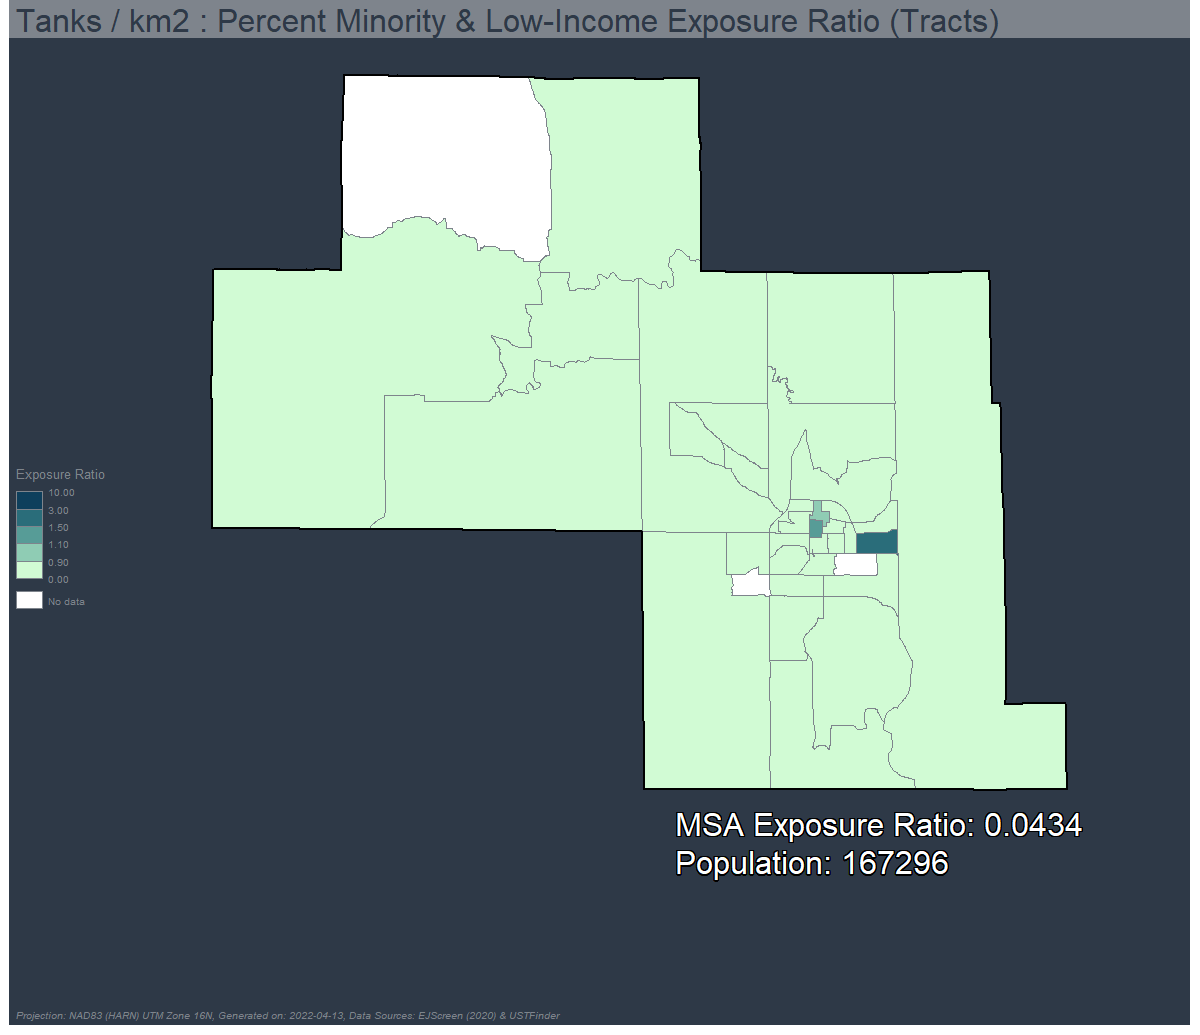 Tanks / km2 : Percent Minority & Low-Income Exposure Ratio (Tracts)
Exposure Ratio
10.00
3.00
1.50
1.10
0.90
0.00
No data
MSA Exposure Ratio: 0.0434
Population: 167296
Projection: NAD83 (HARN) UTM Zone 16N, Generated on: 2022-04-13, Data Sources: EJScreen (2020) & USTFinder